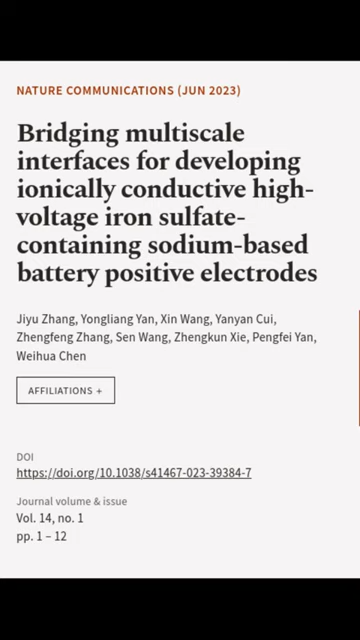 NATURE COMMUNICATIONS (JUN 2023)
Bridging multiscale
interfaces for developing
ionically conductive high-
voltage iron sulfate-
containing sodium-based
battery positive electrodes
Jiyu Zhang, Yongliang Yan, Xin Wang, Yanyan Cui,
Zhengfeng Zhang, Sen Wang, Zhengkun Xie, Pengfei Yan,
Weihua Chen
AFFILIATIONS +
DOI
https://doi.org/10.1038/s41467-023-39384-7
Journal volume & issue
Vol. 14, no. 1
pp. 1 – 12